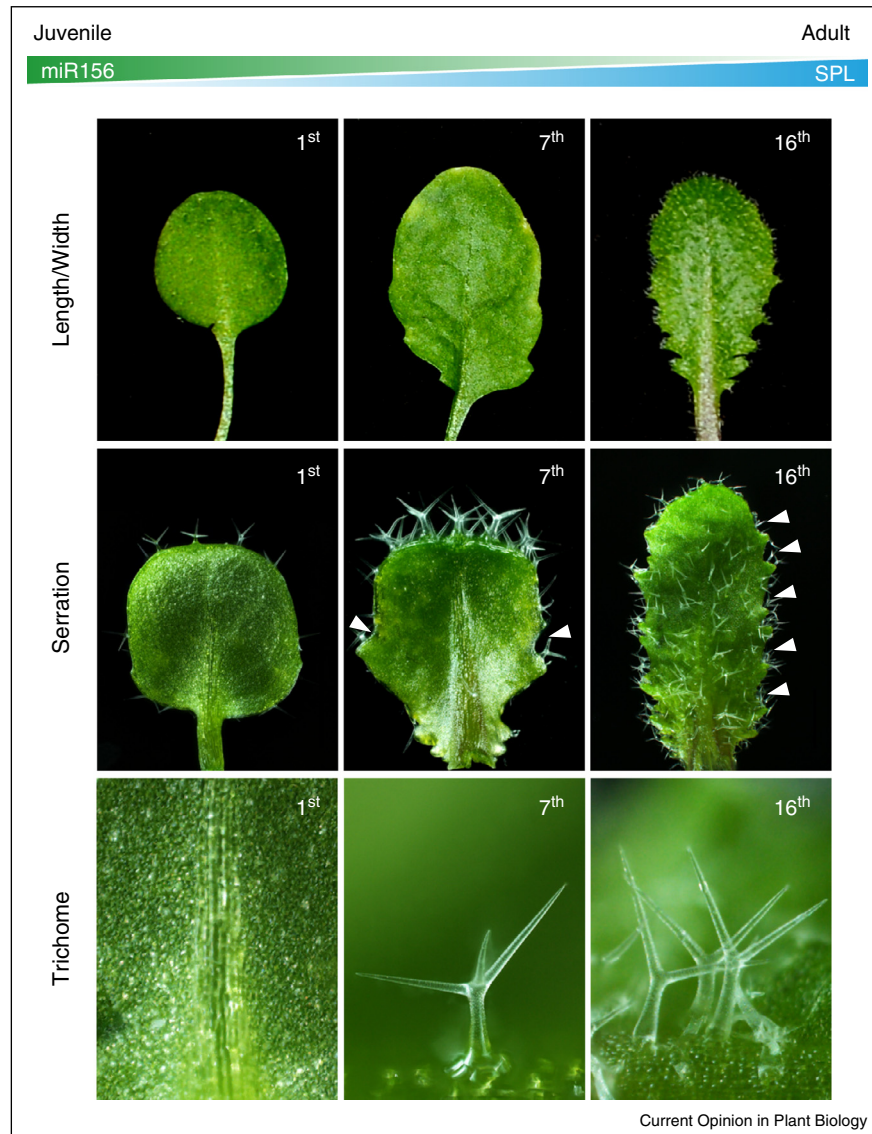 Juvenile Adult
miR156 SPL
Length/Width
1st 7th 16th
Serration
1st 7th 16th
Trichome
1st 7th 16th
Current Opinion in Plant Biology